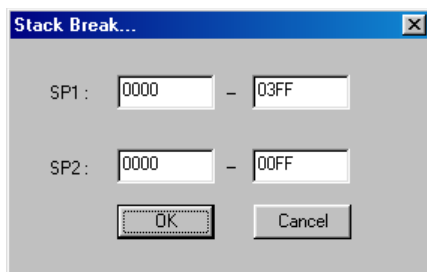 Stack Break...
SP1 : 0000 – 03FF
SP2 : 0000 – 00FF
OK Cancel